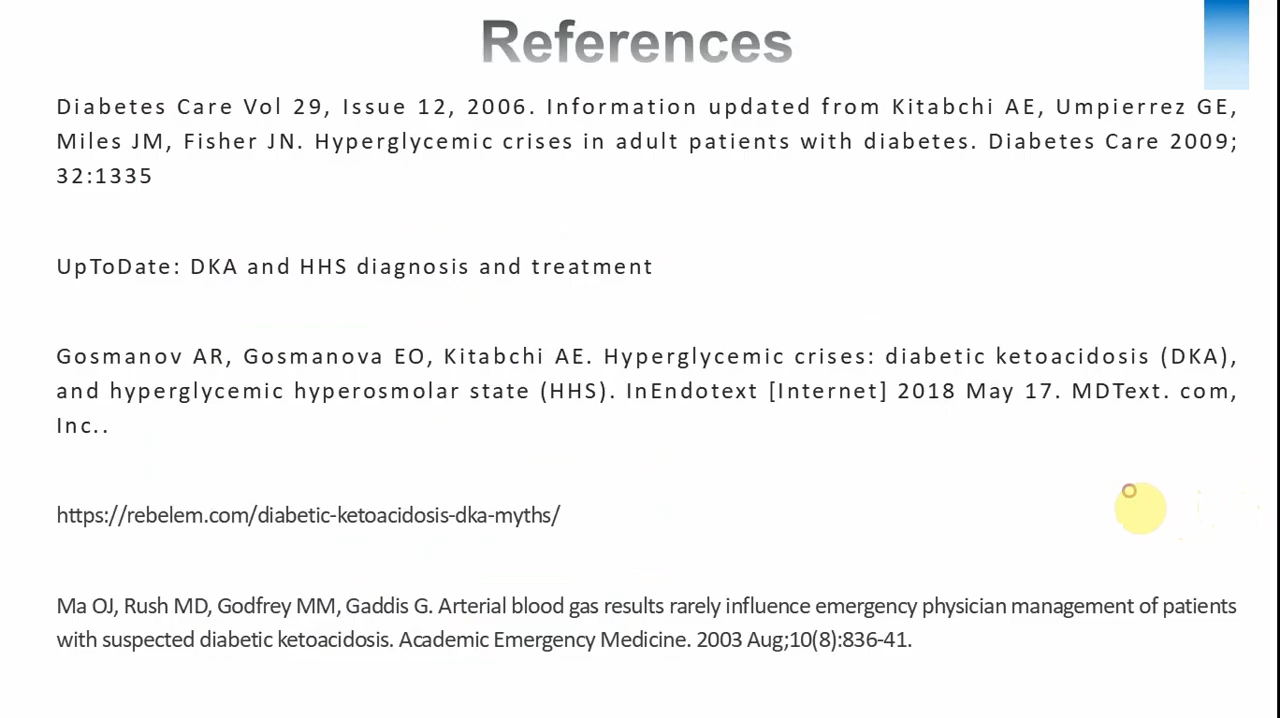 References
Diabetes Care Vol 29, Issue 12, 2006. Information updated from Kitabchi AE, Umpierrez GE,
Miles JM, Fisher JN. Hyperglycemic crises in adult patients with diabetes. Diabetes Care 2009;
32:1335
UpToDate: DKA and HHS diagnosis and treatment
Gosmanov AR, Gosmanova EO, Kitabchi AE. Hyperglycemic crises: diabetic ketoacidosis (DKA),
and hyperglycemic hyperosmolar state (HHS). InEndotext [Internet] 2018 May 17. MDText. com,
Inc..
https://rebelem.com/diabetic-ketoacidosis-dka-myths/
Ma OJ, Rush MD, Godfrey MM, Gaddis G. Arterial blood gas results rarely influence emergency physician management of patients
with suspected diabetic ketoacidosis. Academic Emergency Medicine. 2003 Aug;10(8):836-41.